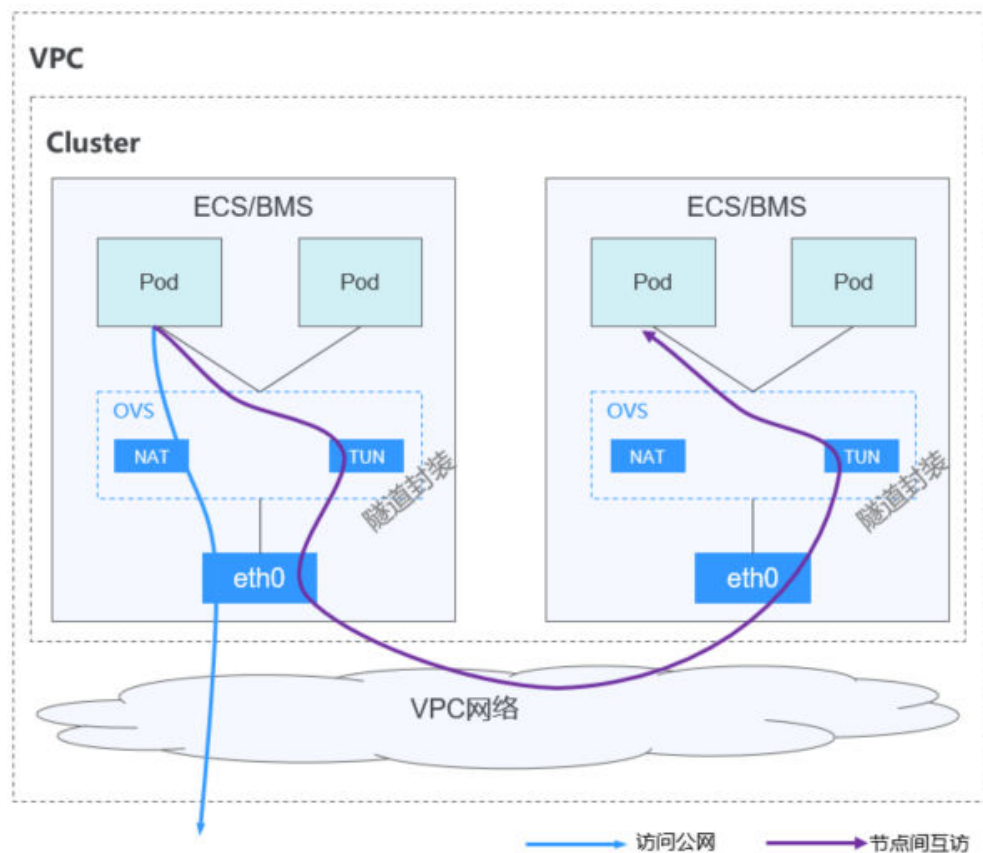 VPC
Cluster
ECS/BMS
Pod
Pod
OVS
NAT
TUN
隧道封装
eth0
ECS/BMS
Pod
Pod
OVS
NAT
TUN
隧道封装
eth0
VPC网络
访问公网
节点间互访